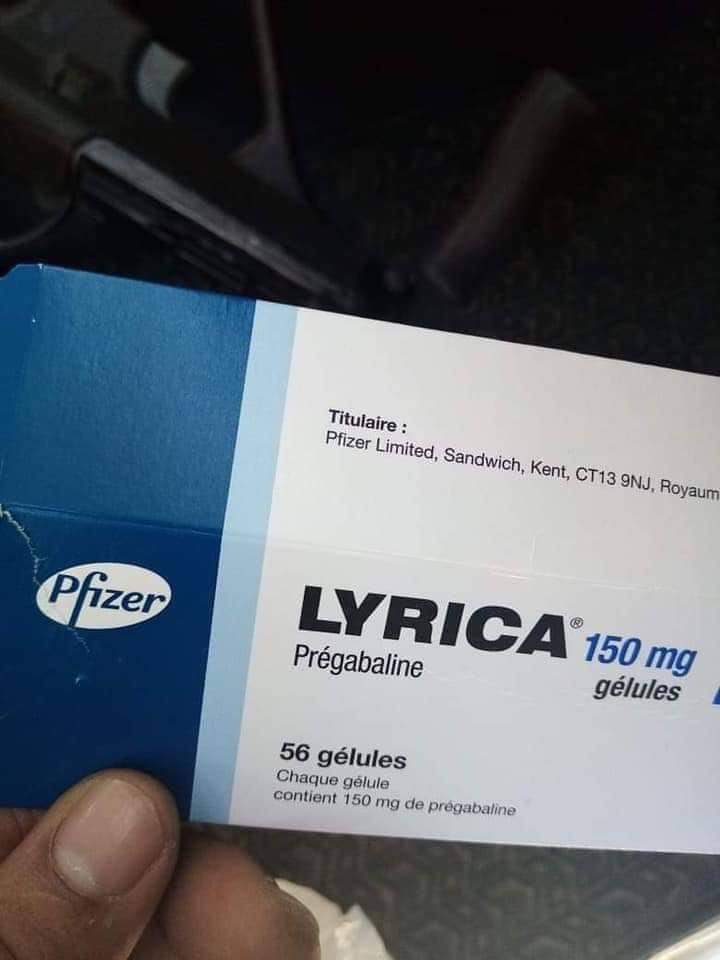 Titulaire :
Pfizer Limited, Sandwich, Kent, CT13 9NJ, Royaum
Pfizer
LYRICA® 150 mg
Prégabaline
gélules
56 gélules
Chaque gélule
contient 150 mg de prégabaline